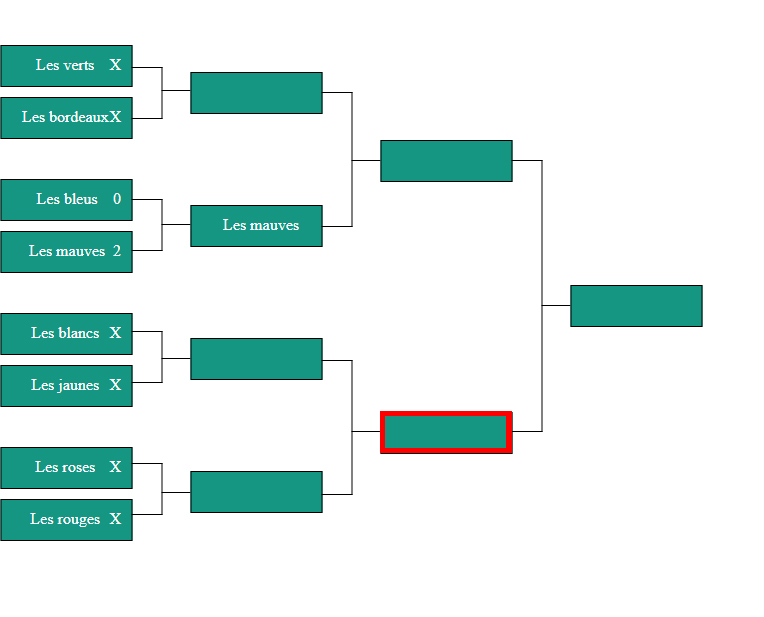 Les verts X
Les bordeauxX
Les bleus 0
Les mauves 2
Les mauves
Les blancs X
Les jaunes X
Les roses X
Les rouges X